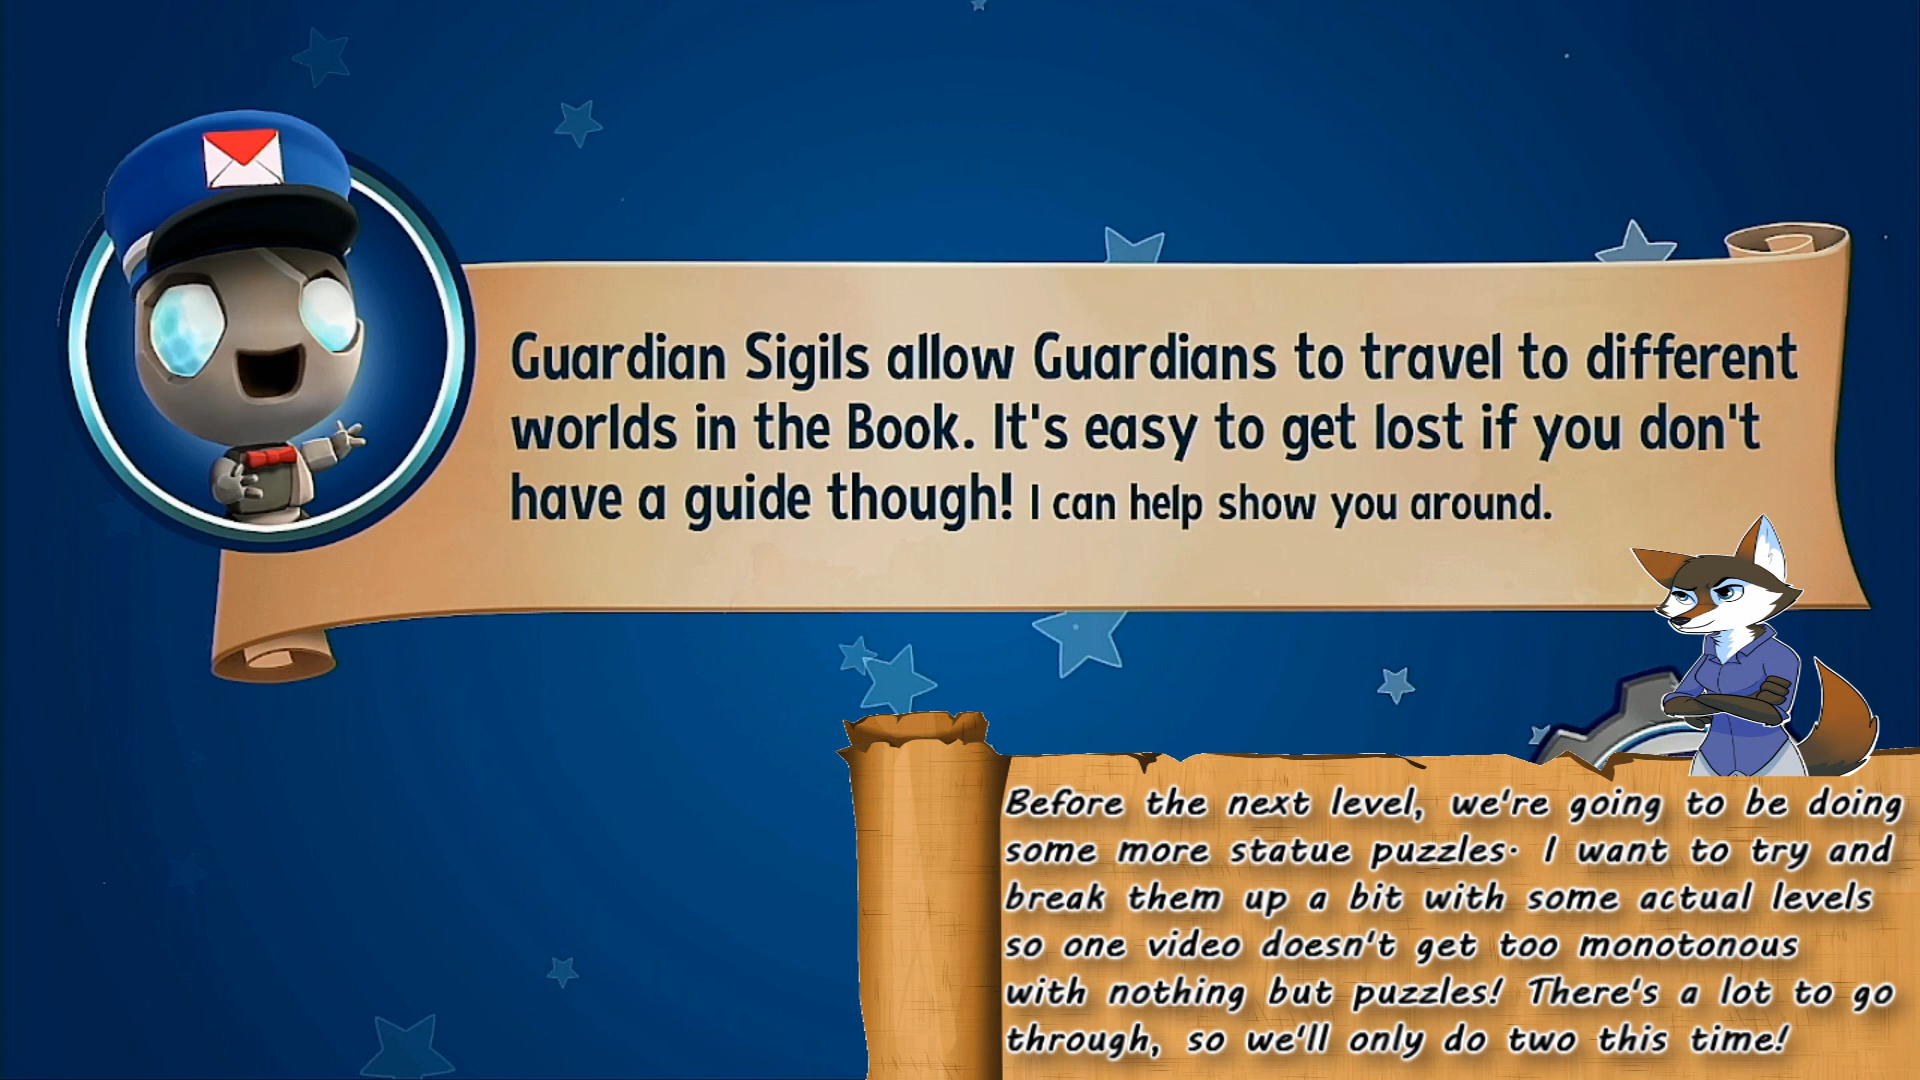 Guardian Sigils allow Guardians to travel to different
worlds in the Book. It's easy to get lost if you don't
have a guide though! I can help show you around.
Before the next level, we're going to be doing
some more statue puzzles. I want to try and
break them up a bit with some actual levels
so one video doesn't get too monotonous
with nothing but puzzles! There's a lot to go
through, so we'll only do two this time!